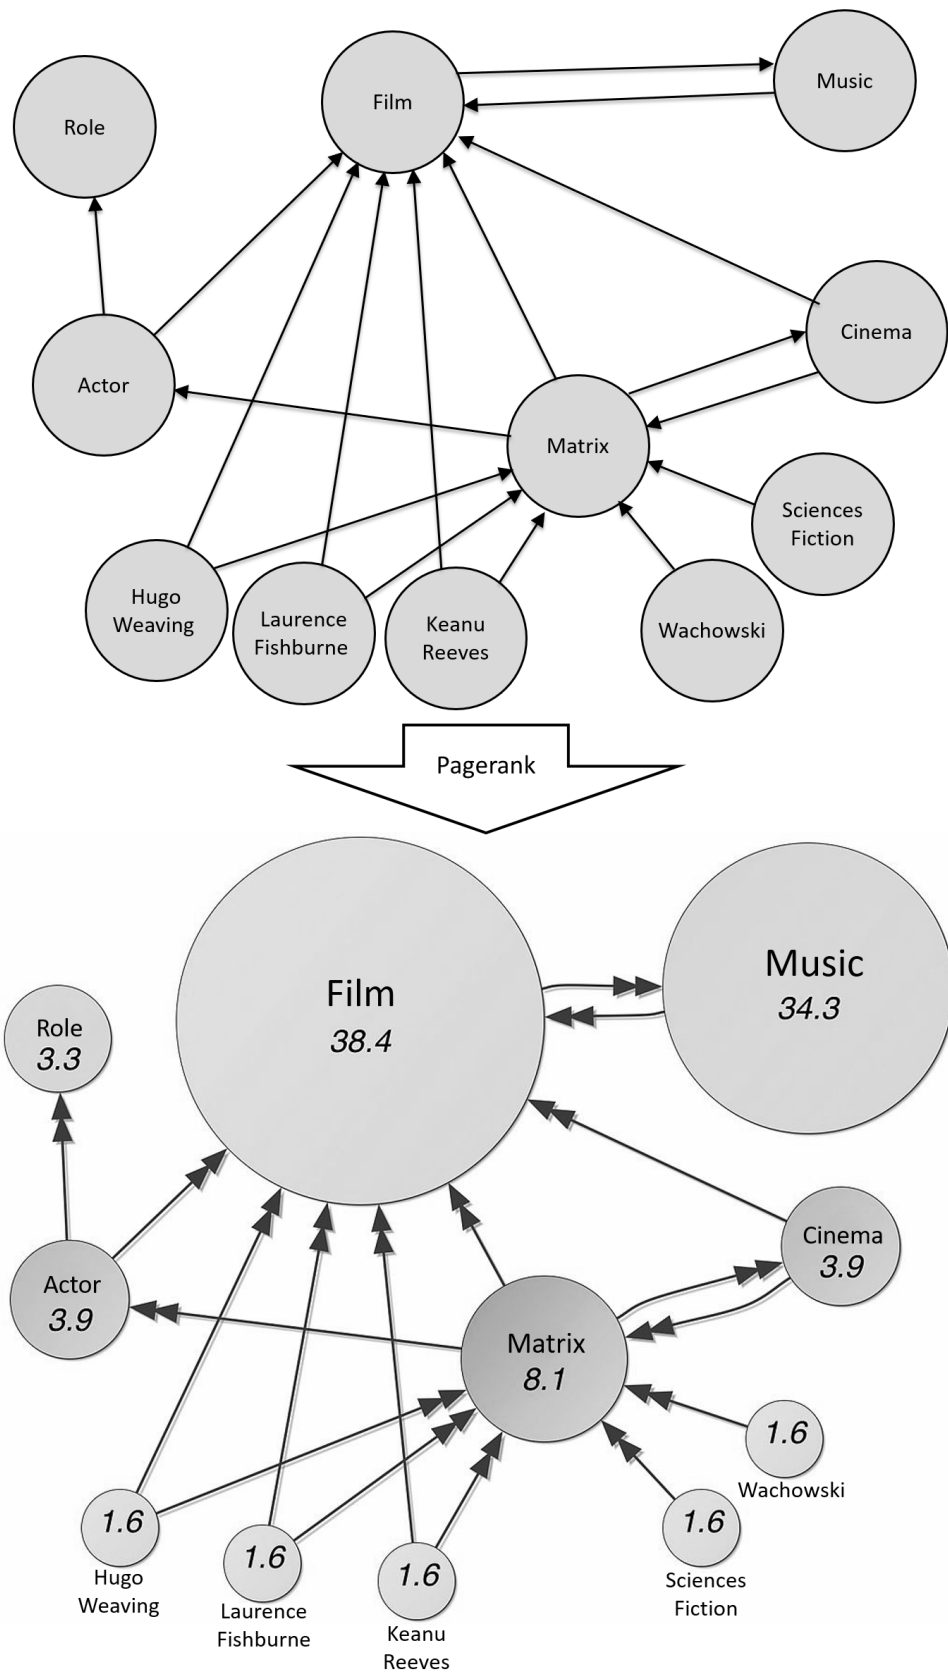 Film
Music
Role
Cinema
Actor
Matrix
Sciences
Fiction
Hugo
Weaving
Laurence
Fishburne
Keanu
Reeves
Wachowski
Pagerank
Film
38.4
Music
34.3
Role
3.3
Cinema
3.9
Actor
3.9
Matrix
8.1
1.6
Wachowski
1.6
Hugo
Weaving
1.6
Laurence
Fishburne
1.6
Keanu
Reeves
1.6
Sciences
Fiction